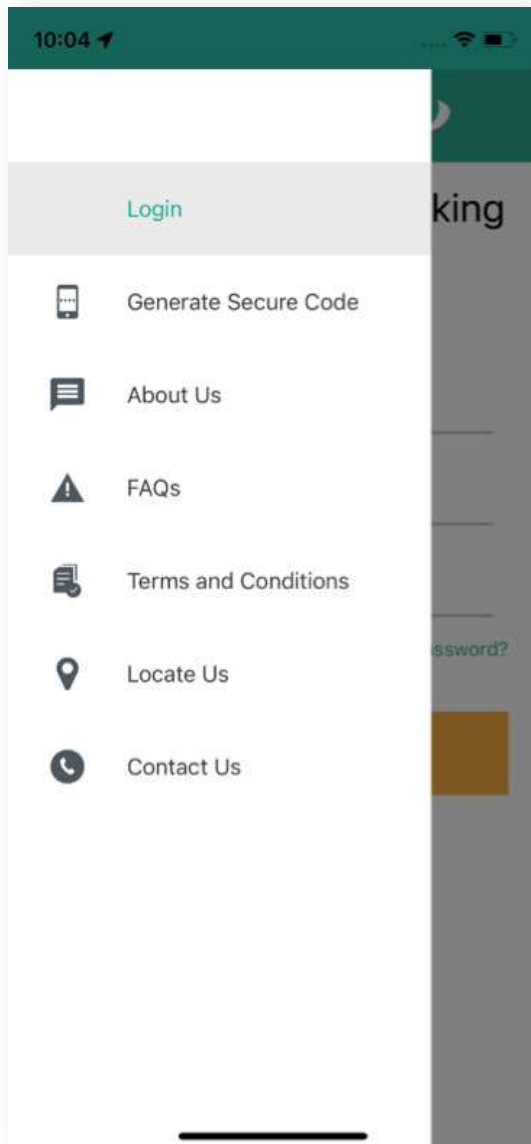 10:04
king
Login
Generate Secure Code
About Us
FAQs
ssword?
Terms and Conditions
Locate Us
Contact Us